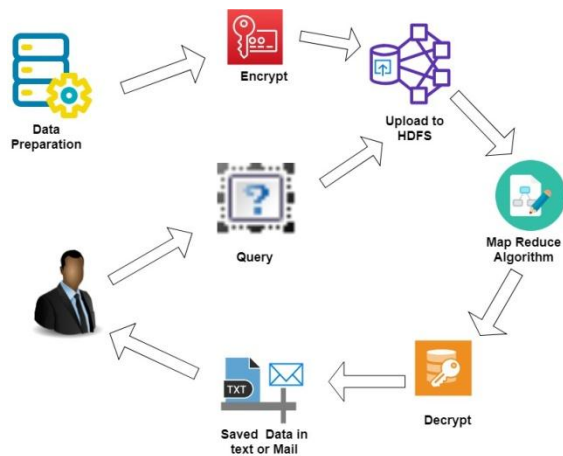 Data
Preparation
Encrypt
Upload to
HDFS
Query
Map Reduce
Algorithm
Decrypt
TXT
Saved Data in
text or Mail